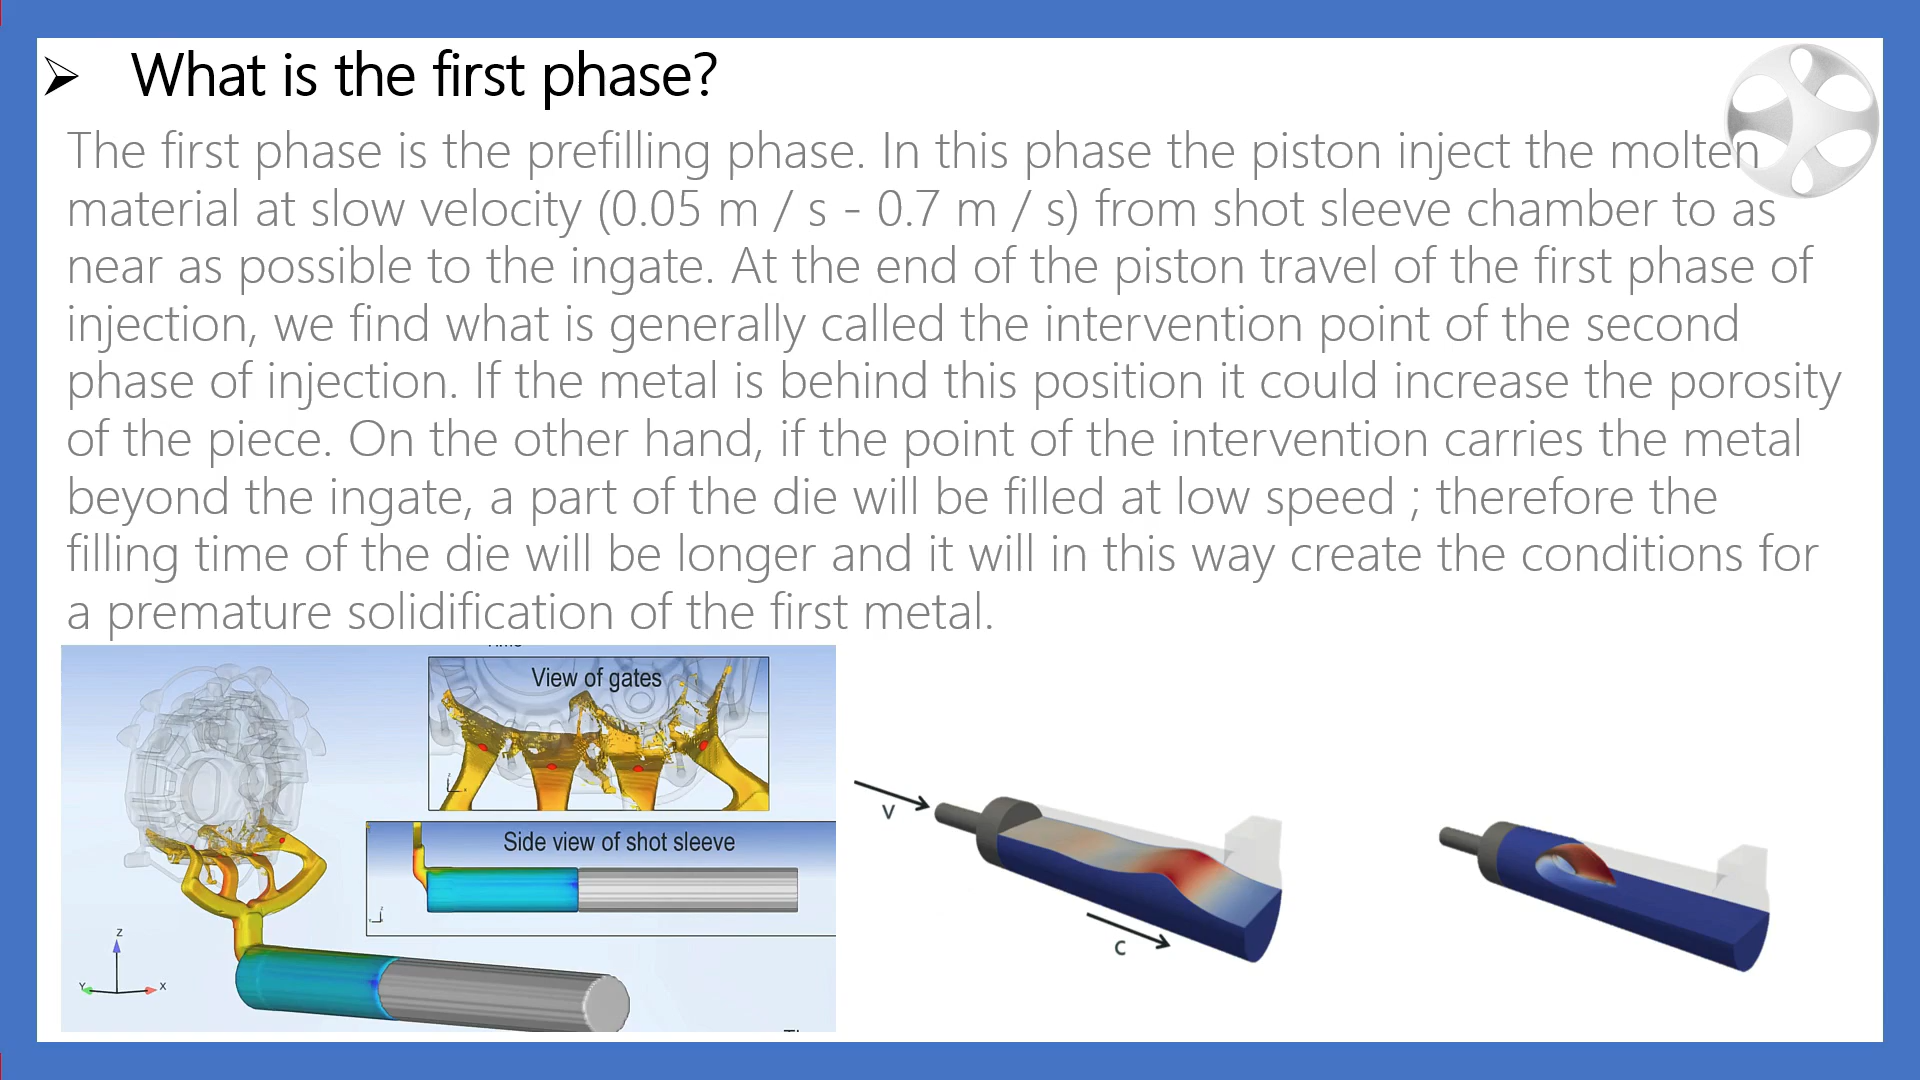 What is the first phase?
The first phase is the prefilling phase. In this phase the piston inject the molten
material at slow velocity (0.05 m / s - 0.7 m / s) from shot sleeve chamber to as
near as possible to the ingate. At the end of the piston travel of the first phase of
injection, we find what is generally called the intervention point of the second
phase of injection. If the metal is behind this position it could increase the porosity
of the piece. On the other hand, if the point of the intervention carries the metal
beyond the ingate, a part of the die will be filled at low speed ; therefore the
filling time of the die will be longer and it will in this way create the conditions for
a premature solidification of the first metal.
View of gates
Side view of shot sleeve
Z
Y
X
V
C